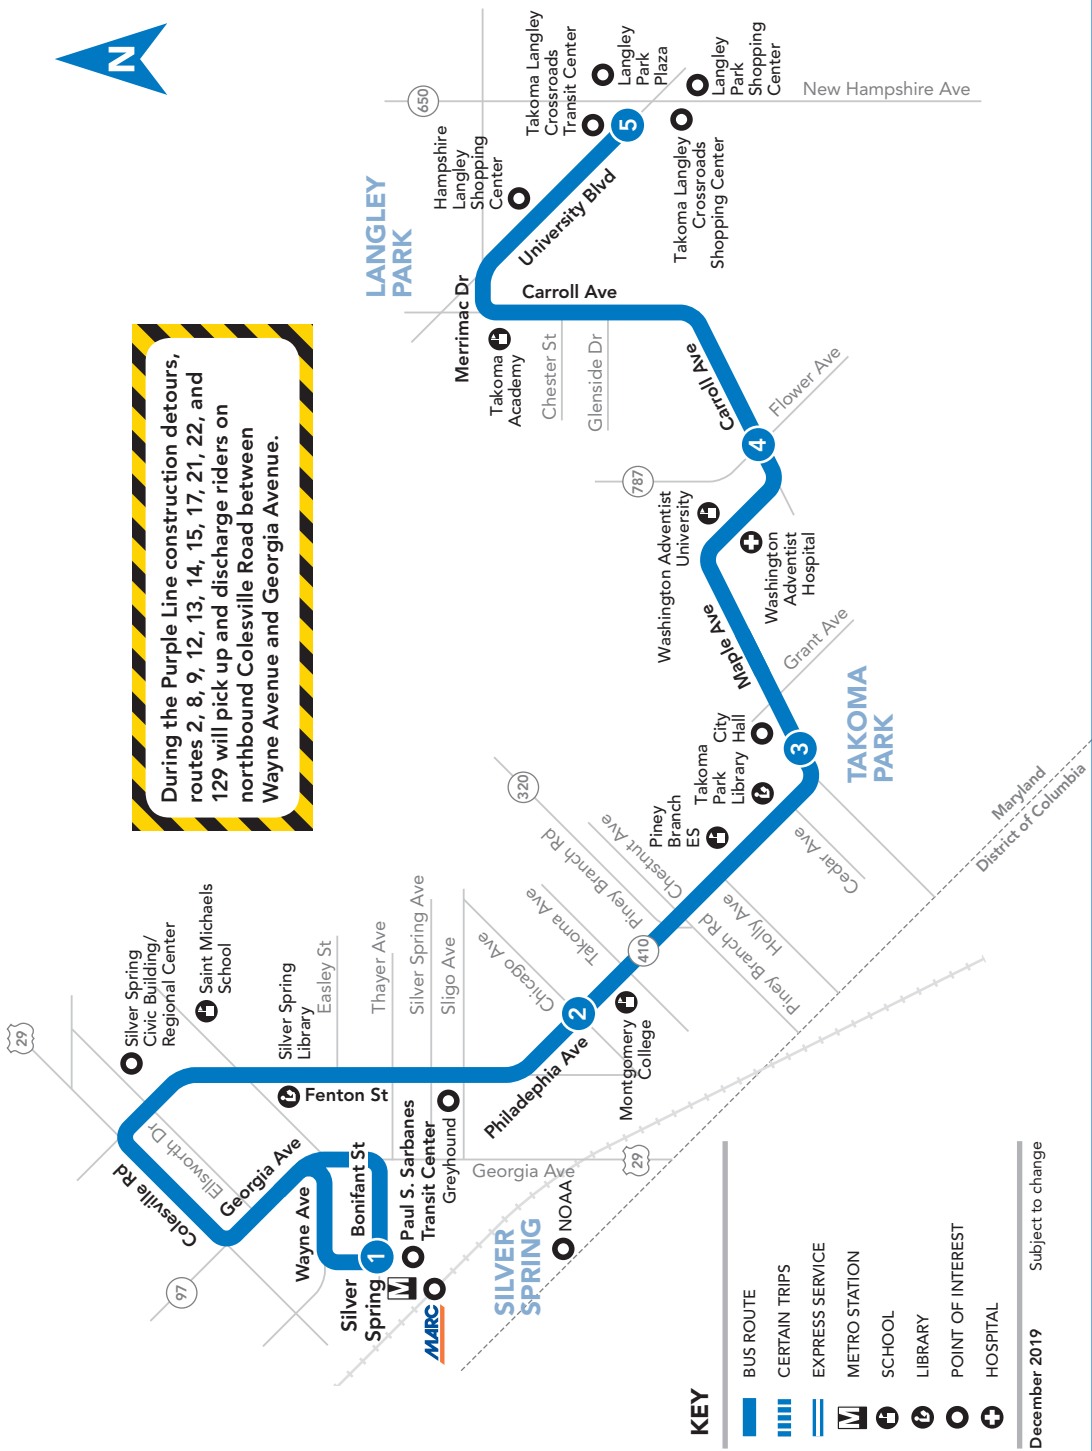 N
During the Purple Line construction detours,
routes 2, 8, 9, 12, 13, 14, 15, 17, 21, 22, and
129 will pick up and discharge riders on
northbound Colesville Road between
Wayne Avenue and Georgia Avenue.
29
Silver Spring
Civic Building/
Regional Center
Saint Michaels
School
Colesville Rd
Ellsworth Dr
Georgia Ave
97
Wayne Ave
Bonifant St
1
Silver
Spring
M
MARC
Paul S. Sarbanes
Transit Center
Greyhound
Silver Spring
Library
Fenton St
Easley St
Thayer Ave
Silver Spring Ave
Sligo Ave
Georgia Ave
29
SILVER
SPRING
NOAA
Philadephia Ave
2
Chicago Ave
Takoma Ave
Montgomery
College
410
320
Piney Branch Rd
Chestnut Ave
Piney Branch Rd
Holly Ave
Piney Branch Rd
Piney
Branch
ES
Takoma
Park
Library
City
Hall
3
Cedar Ave
Grant Ave
TAKOMA
PARK
Maryland
District of Columbia
Maple Ave
Washington Adventist
University
Washington
Adventist
Hospital
787
4
Flower Ave
Carroll Ave
Carroll Ave
Glenside Dr
Chester St
Takoma
Academy
Merrimac Dr
LANGLEY
PARK
University Blvd
Hampshire
Langley
Shopping
Center
650
New Hampshire Ave
Takoma Langley
Crossroads
Transit Center
5
Langley
Park
Plaza
Langley
Park
Shopping
Center
Takoma Langley
Crossroads
Shopping Center
KEY
BUS ROUTE
CERTAIN TRIPS
EXPRESS SERVICE
M METRO STATION
SCHOOL
LIBRARY
POINT OF INTEREST
HOSPITAL
December 2019 Subject to change